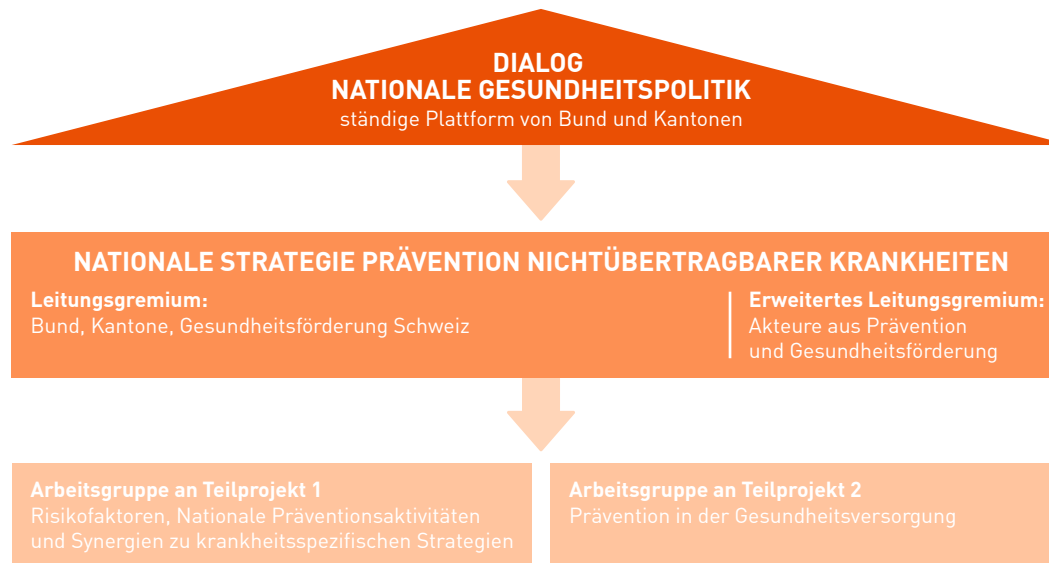 DIALOG
NATIONALE GESUNDHEITSPOLITIK
ständige Plattform von Bund und Kantonen
NATIONALE STRATEGIE PRÄVENTION NICHTÜBERTRAGBARER KRANKHEITEN
Leitungsgremium:
Bund, Kantone, Gesundheitsförderung Schweiz
Erweitertes Leitungsgremium:
Akteure aus Prävention
und Gesundheitsförderung
Arbeitsgruppe an Teilprojekt 1
Risikofaktoren, Nationale Präventionsaktivitäten
und Synergien zu krankheitsspezifischen Strategien
Arbeitsgruppe an Teilprojekt 2
Prävention in der Gesundheitsversorgung